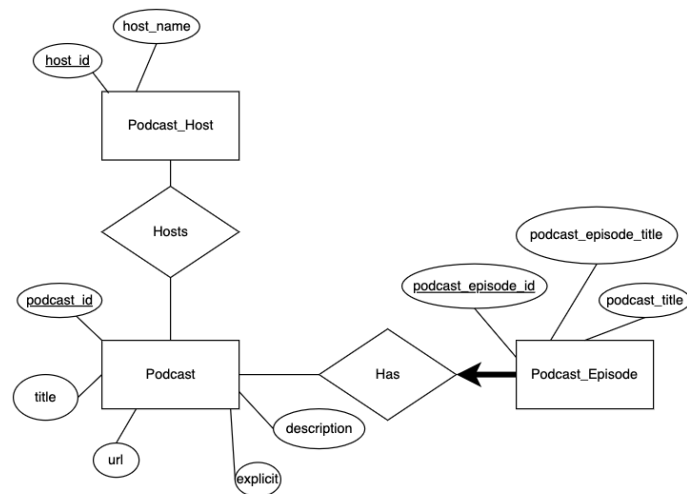 host_name
host_id
Podcast_Host
Hosts
podcast_episode_title
podcast_episode_id
podcast_id
podcast_title
Podcast
Has
Podcast_Episode
title
description
url
explicit